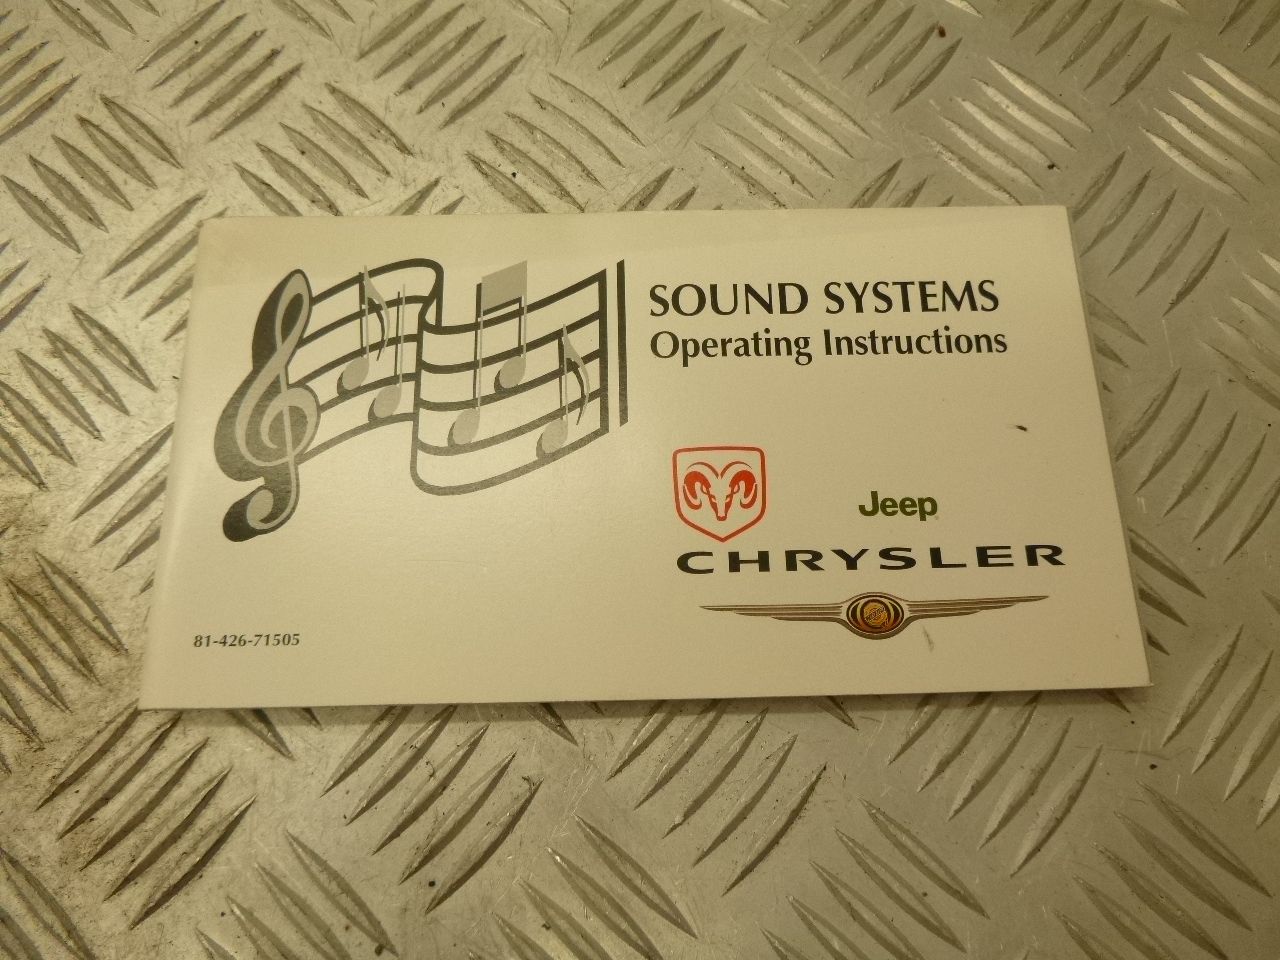 SOUND SYSTEMS
Operating Instructions
Jeep
CHRYSLER
81-426-71505